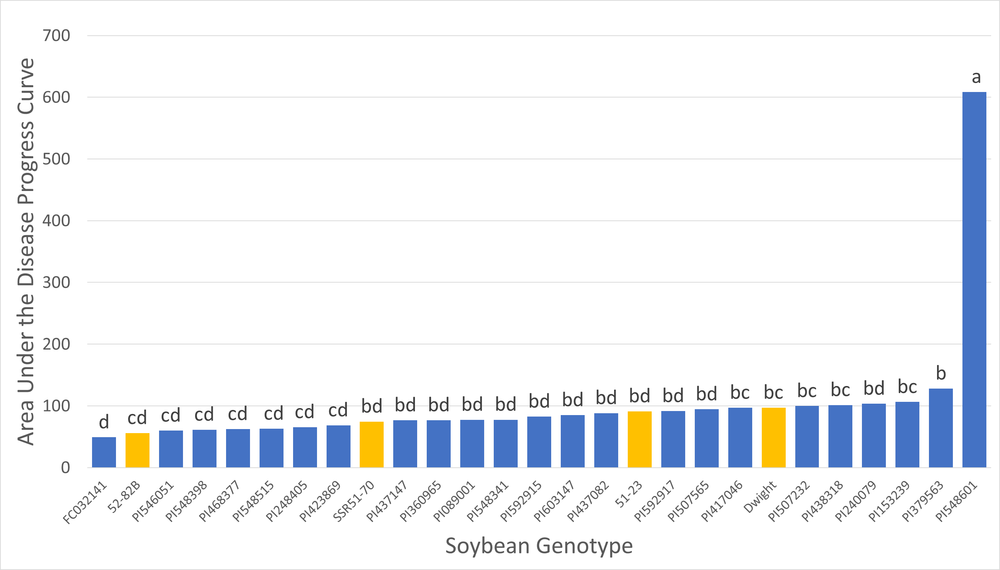 Area Under the Disease Progress Curve
700
600
500
400
300
200
100
0
d
cd
cd
cd
cd
cd
cd
cd
bd
bd
bd
bd
bd
bd
bd
bd
bd
bd
bd
bc
bc
bc
bc
bd
bc
b
a
FC032141
52-82B
PI546051
PI548398
PI468377
PI548515
PI248405
PI423869
SSR51-70
PI437147
PI360965
PI089001
PI548341
PI592915
PI603147
PI437082
51-23
PI592917
PI507565
PI417046
Dwight
PI507232
PI438318
PI240079
PI153239
PI379563
PI548601
Soybean Genotype